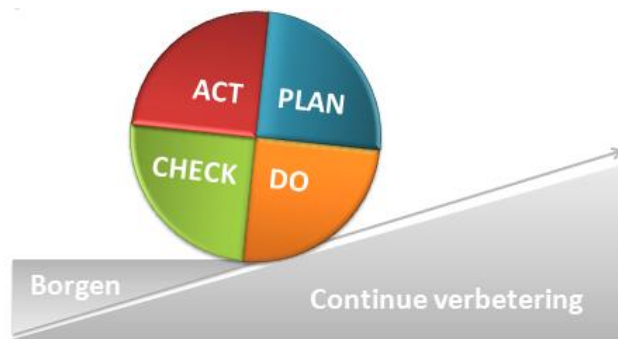 ACT
PLAN
CHECK
DO
Borgen
Continue verbetering